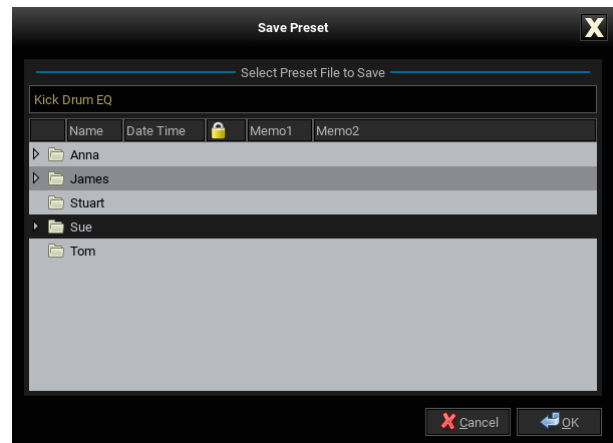 Save Preset
X
Select Preset File to Save
Kick Drum EQ
Name Date Time Memo1 Memo2
Anna
James
Stuart
Sue
Tom
Cancel OK